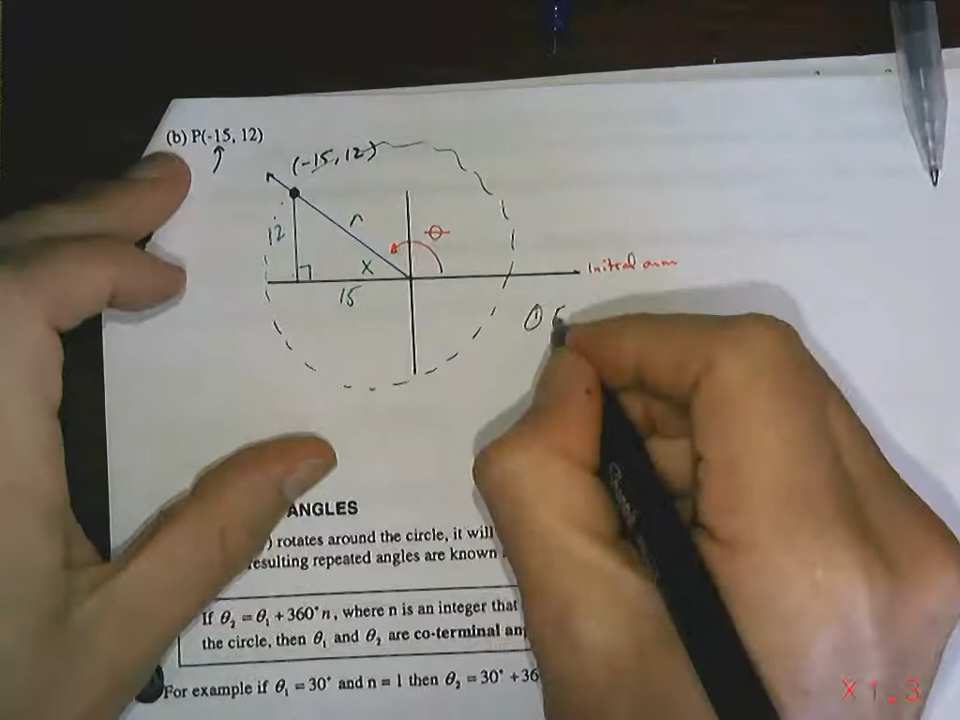 (b) P(-15, 12)
(-15, 12)
12
r
θ
x
15
Initial arm
①
ANGLES
) rotates around the circle, it will
esulting repeated angles are known
If θ₂ = θ₁ + 360°n, where n is an integer that
the circle, then θ₁ and θ₂ are co-terminal an
For example if θ₁ = 30° and n = 1 then θ₂ = 30° + 36
X1.3